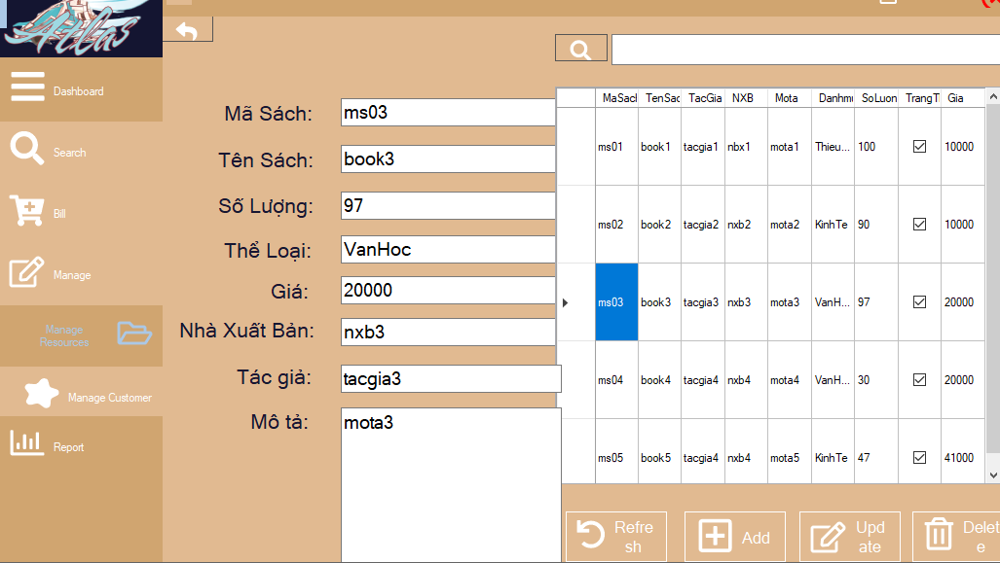 Atlas
Dashboard
Search
Bill
Manage
Manage
Resources
Manage Customer
Report
Mã Sách: ms03
Tên Sách: book3
Số Lượng: 97
Thể Loại: VanHoc
Giá: 20000
Nhà Xuất Bản: nxb3
Tác giả: tacgia3
Mô tả: mota3
MaSacl TenSac TacGia NXB Mota Danhmu SoLuon TrangTl Gia
ms01 book1 tacgia1 nbx1 mota1 Thieu... 100 10000
ms02 book2 tacgia2 nxb2 mota2 KinhTe 90 10000
ms03 book3 tacgia3 nxb3 mota3 VanH... 97 20000
ms04 book4 tacgia4 nxb4 mota4 VanH... 30 20000
ms05 book5 tacgia4 nxb4 mota5 KinhTe 47 41000
Refre
sh
Add
Upd
ate
Delet
e